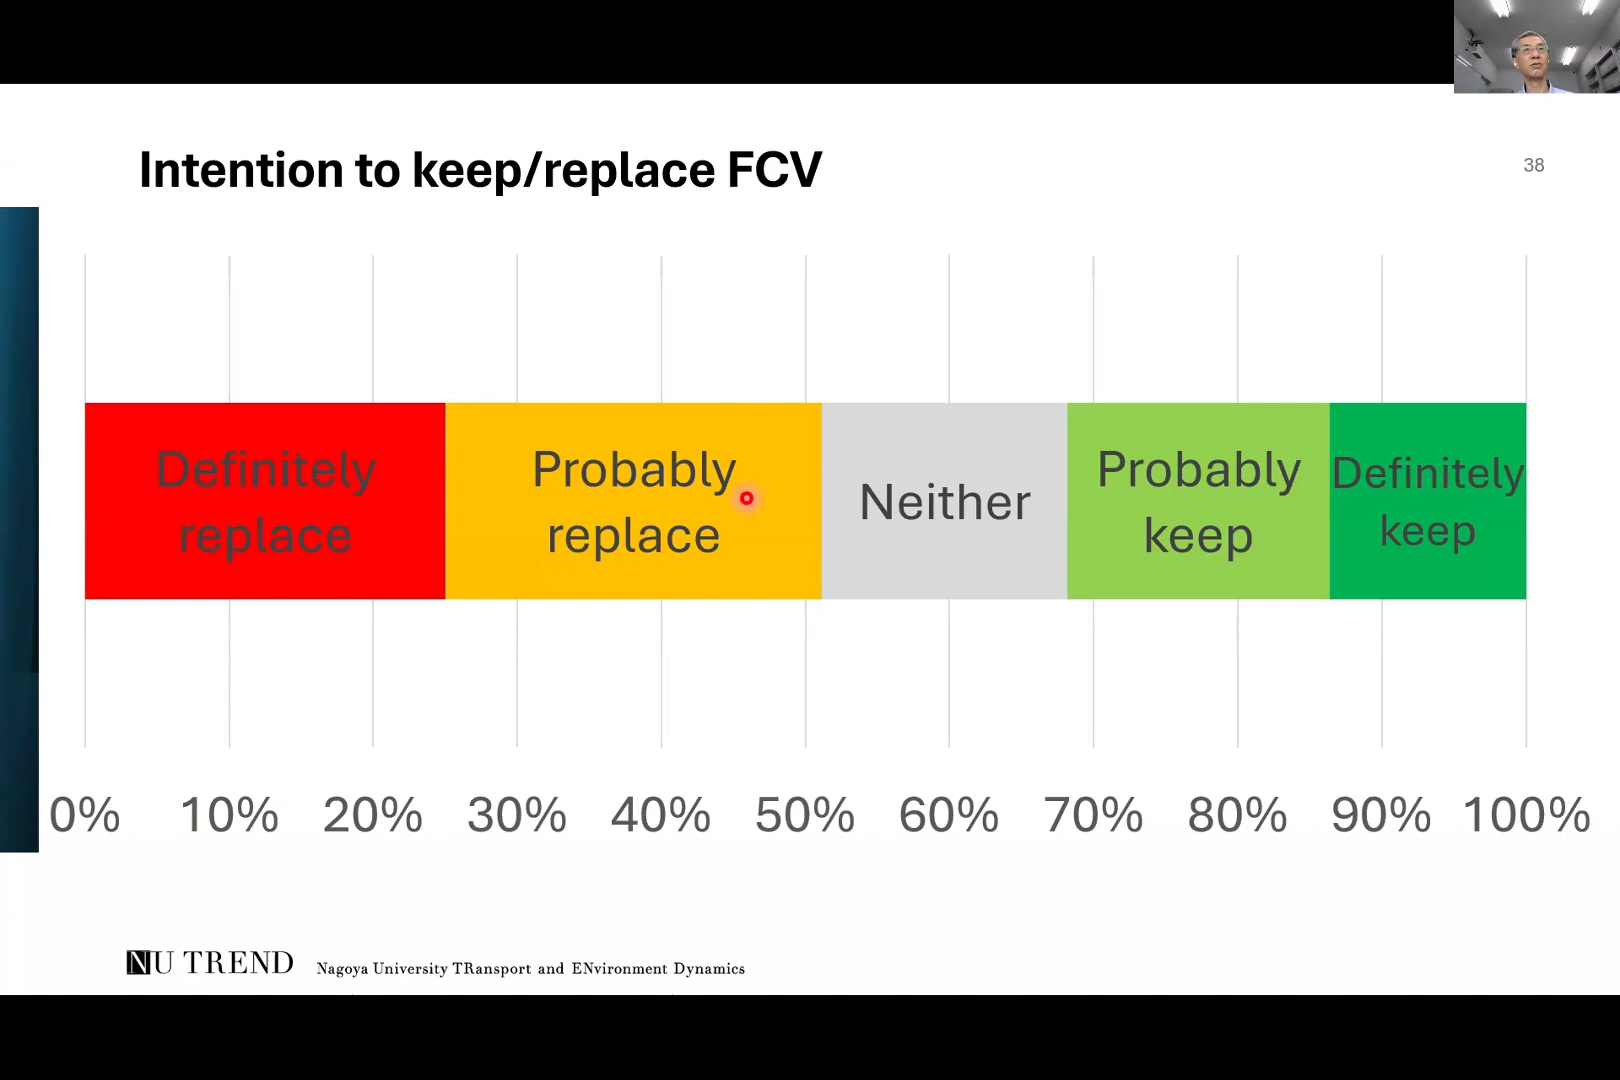 Intention to keep/replace FCV
38
Definitely
replace
Probably
replace
Neither
Probably
keep
Definitely
keep
0% 10% 20% 30% 40% 50% 60% 70% 80% 90% 100%
NU TREND Nagoya University TRansport and ENvironment Dynamics